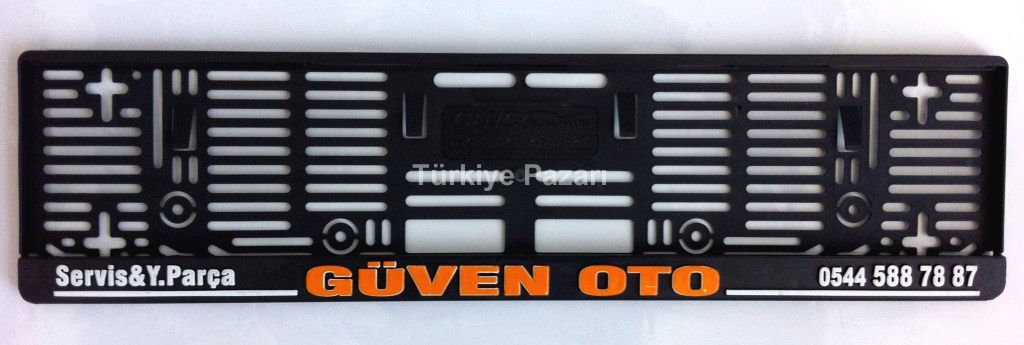 Türkiye Pazarı
Servis&Y.Parça GÜVEN OTO 0544 588 78 87